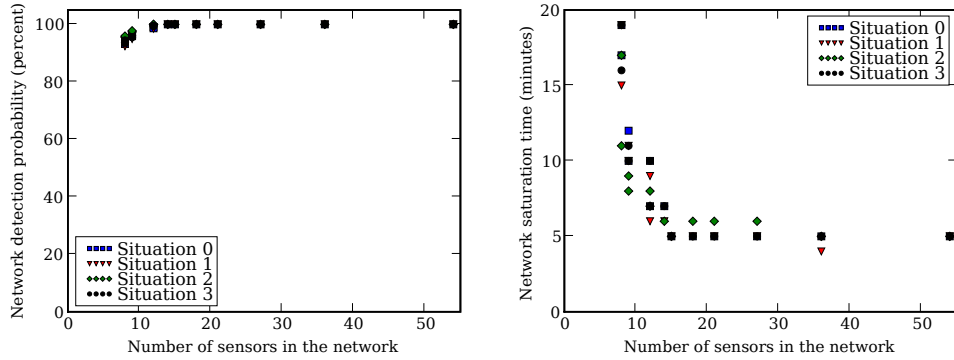 Network detection probability (percent)
100
80
60
40
20
0
Situation 0
Situation 1
Situation 2
Situation 3
0 10 20 30 40 50
Number of sensors in the network
Network saturation time (minutes)
20
15
10
5
0
Situation 0
Situation 1
Situation 2
Situation 3
0 10 20 30 40 50
Number of sensors in the network